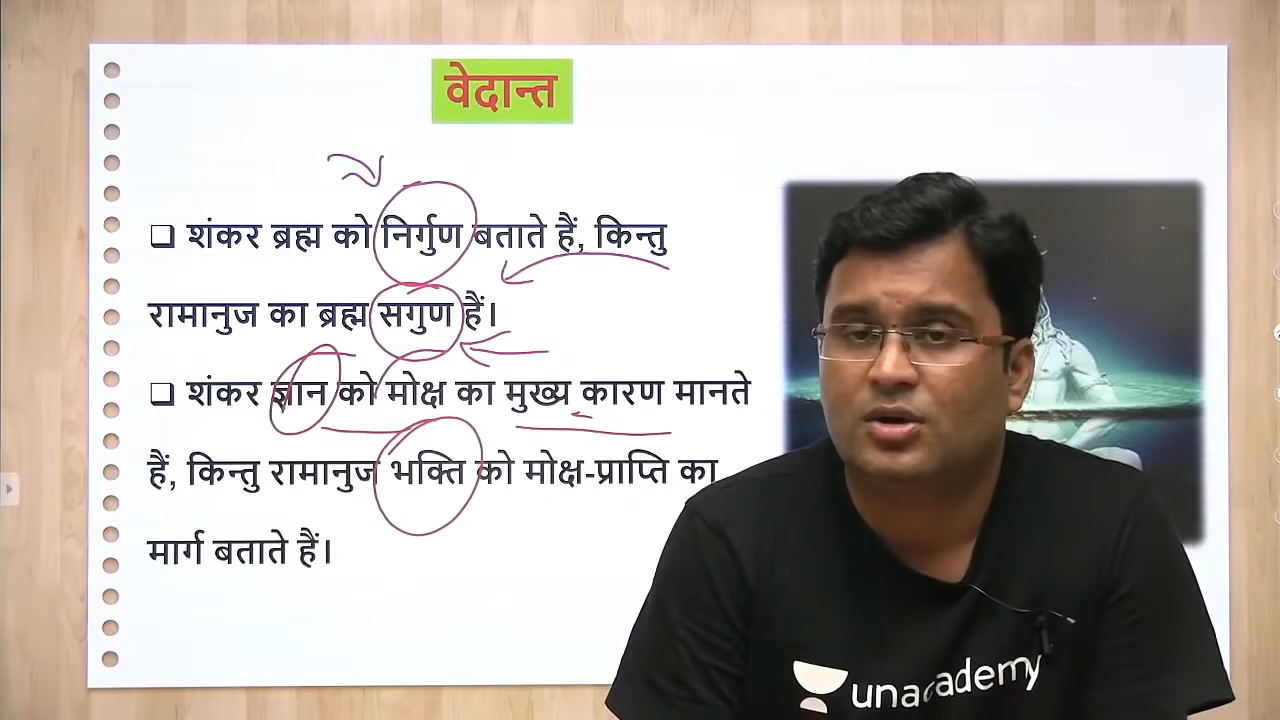 वेदान्त
❑ शंकर ब्रह्म को निर्गुण बताते हैं, किन्तु
रामानुज का ब्रह्म सगुण हैं।
❑ शंकर ज्ञान को मोक्ष का मुख्य कारण मानते
हैं, किन्तु रामानुज भक्ति को मोक्ष-प्राप्ति का
मार्ग बताते हैं।
unacademy